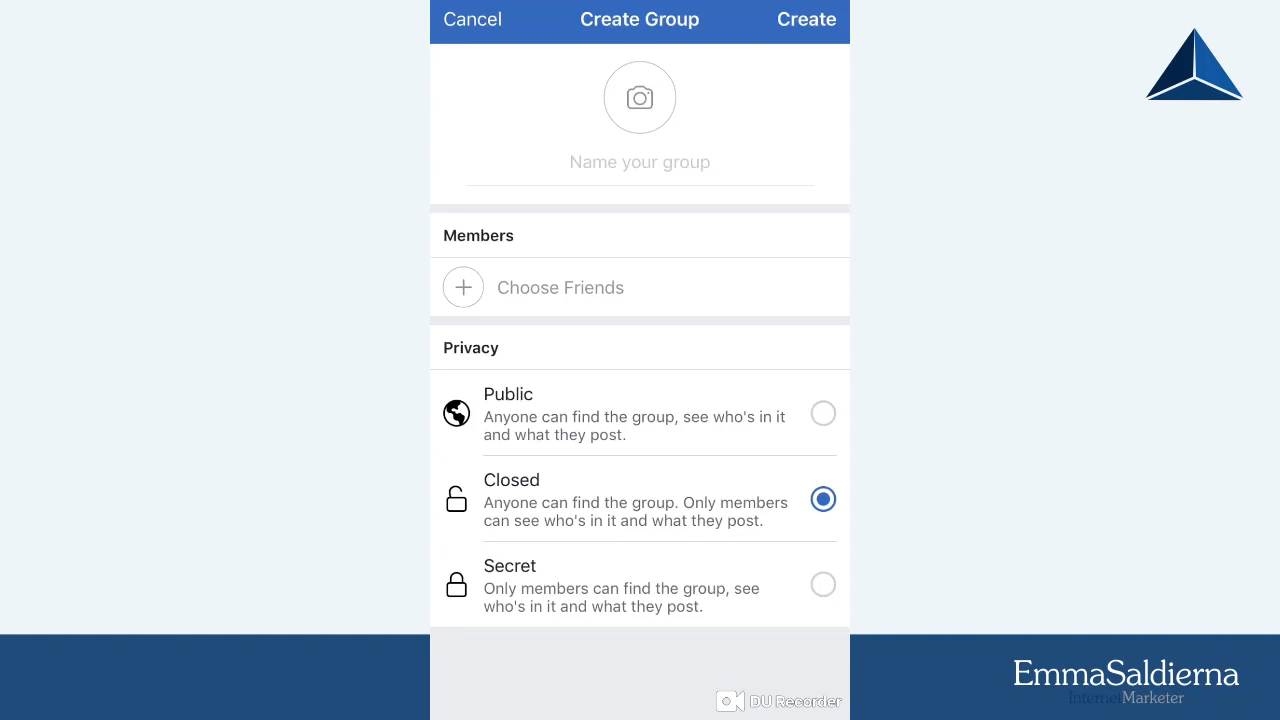 Cancel Create Group Create
Name your group
Members
Choose Friends
Privacy
Public
Anyone can find the group, see who's in it
and what they post.
Closed
Anyone can find the group. Only members
can see who's in it and what they post.
Secret
Only members can find the group, see
who's in it and what they post.
DU Recorder
EmmaSaldierna
Internet Marketer